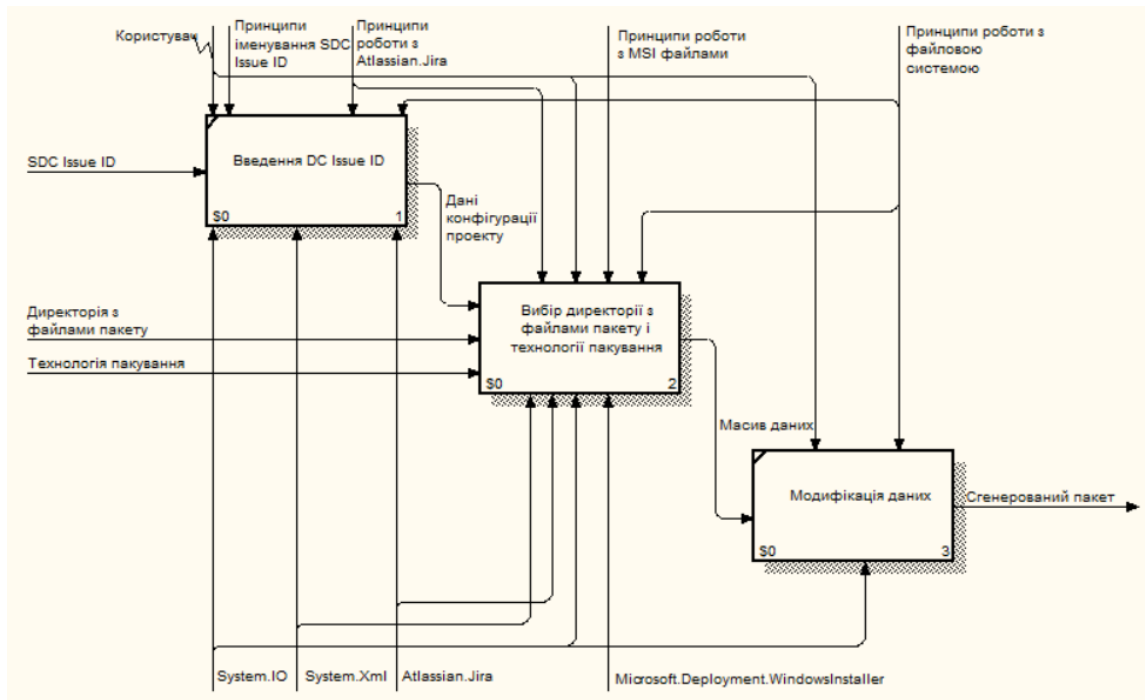 Користувач
Принципи
іменування SDC
Issue ID
Принципи
роботи з
Atlassian.Jira
Принципи роботи
з MSI файлами
Принципи роботи з
файловою
системою
SDC Issue ID
Введення DC Issue ID
$0
1
Дані
конфігурації
проекту
Директорія з
файлами пакету
Технологія пакування
Вибір директорії з
файлами пакету і
технології пакування
$0
2
Масив даних
Модифікація даних
$0
3
Сгенерований пакет
System.IO
System.Xml
Atlassian.Jira
Microsoft.Deployment.WindowsInstaller